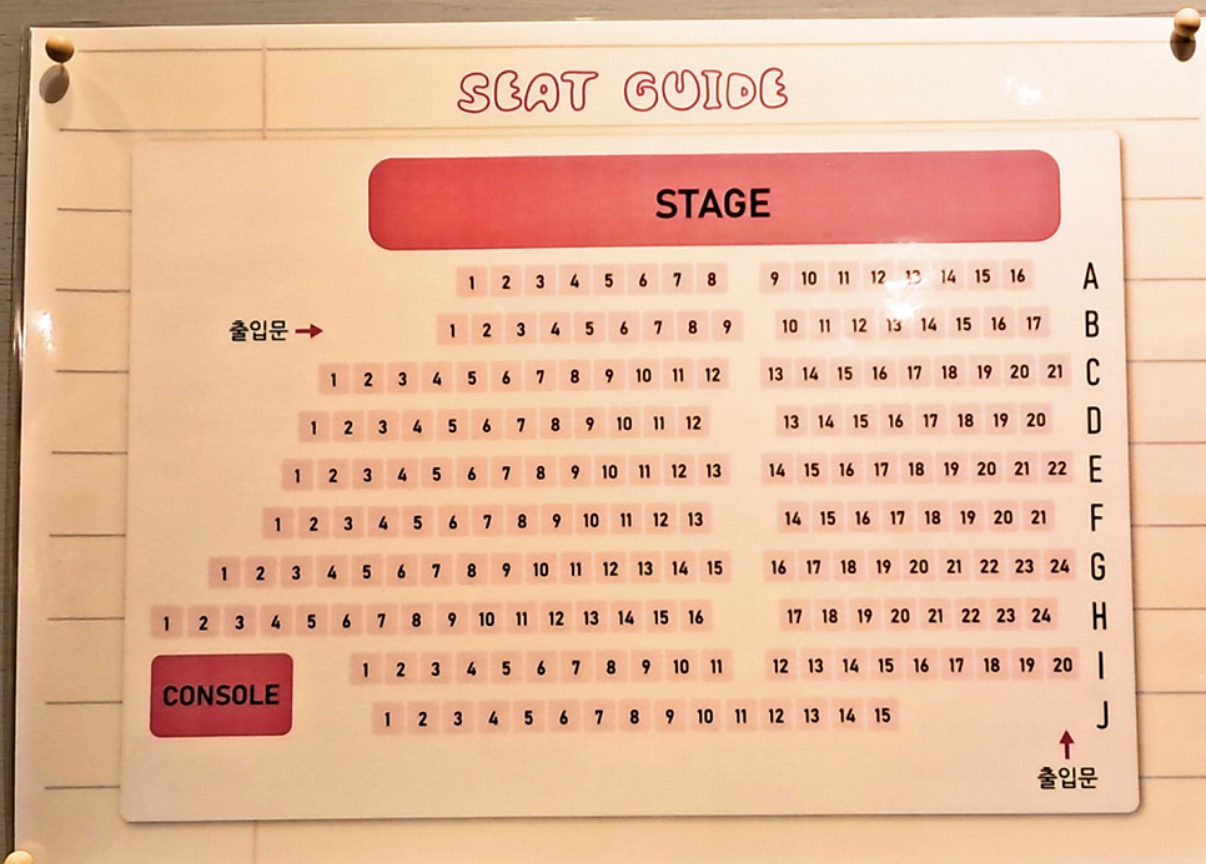 SEAT GUIDE
STAGE
1 2 3 4 5 6 7 8 9 10 11 12 13 14 15 16 A
출입문 → 1 2 3 4 5 6 7 8 9 10 11 12 13 14 15 16 17 B
1 2 3 4 5 6 7 8 9 10 11 12 13 14 15 16 17 18 19 20 21 C
1 2 3 4 5 6 7 8 9 10 11 12 13 14 15 16 17 18 19 20 D
1 2 3 4 5 6 7 8 9 10 11 12 13 14 15 16 17 18 19 20 21 22 E
1 2 3 4 5 6 7 8 9 10 11 12 13 14 15 16 17 18 19 20 21 F
1 2 3 4 5 6 7 8 9 10 11 12 13 14 15 16 17 18 19 20 21 22 23 24 G
1 2 3 4 5 6 7 8 9 10 11 12 13 14 15 16 17 18 19 20 21 22 23 24 H
1 2 3 4 5 6 7 8 9 10 11 12 13 14 15 16 17 18 19 20 I
CONSOLE
1 2 3 4 5 6 7 8 9 10 11 12 13 14 15 J
↑
출입문